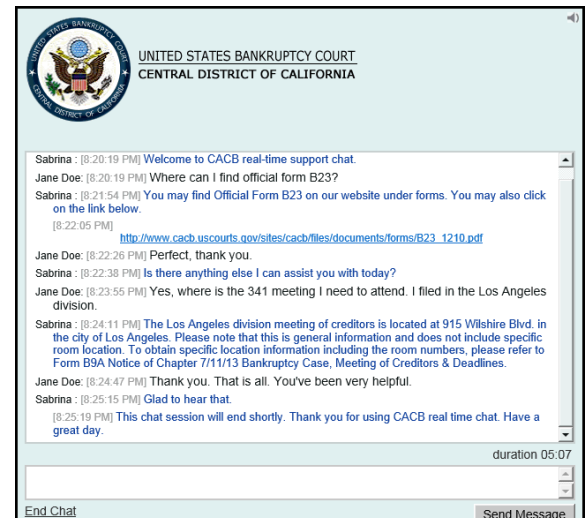 STATES BANKRUPTCY COURT
CENTRAL DISTRICT OF CALIFORNIA
UNITED STATES BANKRUPTCY COURT
CENTRAL DISTRICT OF CALIFORNIA
Sabrina : [8:20:19 PM] Welcome to CACB real-time support chat.
Jane Doe: [8:20:19 PM] Where can I find official form B23?
Sabrina : [8:21:54 PM] You may find Official Form B23 on our website under forms. You may also click
on the link below.
[8:22:05 PM]
http://www.cacb.uscourts.gov/sites/cacb/files/documents/forms/B23_1210.pdf
Jane Doe: [8:22:26 PM] Perfect, thank you.
Sabrina : [8:22:38 PM] Is there anything else I can assist you with today?
Jane Doe: [8:23:55 PM] Yes, where is the 341 meeting I need to attend. I filed in the Los Angeles
division.
Sabrina : [8:24:11 PM] The Los Angeles division meeting of creditors is located at 915 Wilshire Blvd. in
the city of Los Angeles. Please note that this is general information and does not include specific
room location. To obtain specific location information including the room numbers, please refer to
Form B9A Notice of Chapter 7/11/13 Bankruptcy Case, Meeting of Creditors & Deadlines.
Jane Doe: [8:24:47 PM] Thank you. That is all. You've been very helpful.
Sabrina : [8:25:15 PM] Glad to hear that.
[8:25:19 PM] This chat session will end shortly. Thank you for using CACB real time chat. Have a
great day.
duration 05:07
End Chat
Send Message